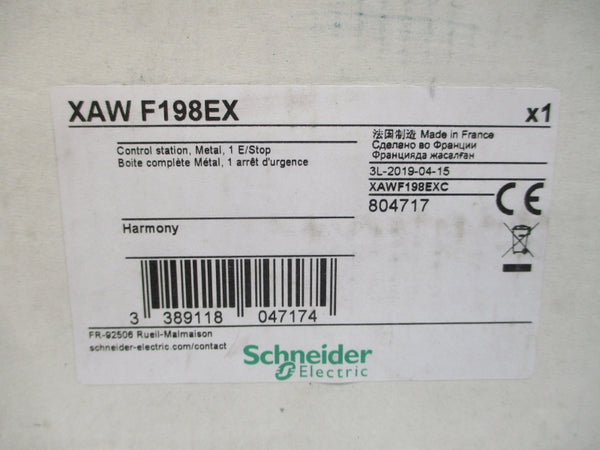 XAW F198EX
x1
Control station, Metal, 1 E/Stop
Boite complète Métal, 1 arrêt d'urgence
法国制造 Made in France
Сделано во Франции
Францияда жасалған
3L-2019-04-15
XAWF198EXC
804717
CE
Harmony
3 389118 047174
FR-92506 Rueil-Malmaison
schneider-electric.com/contact
Schneider
Electric